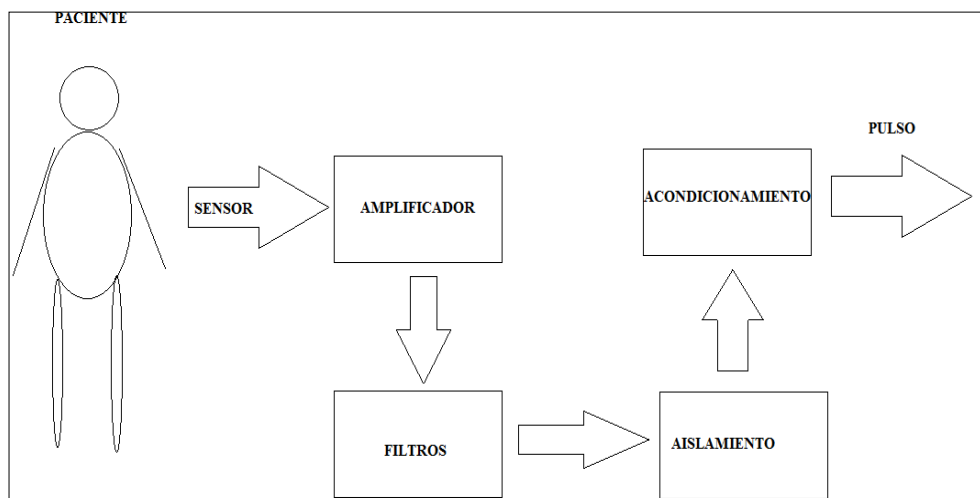 PACIENTE
SENSOR
AMPLIFICADOR
FILTROS
AISLAMIENTO
ACONDICIONAMIENTO
PULSO